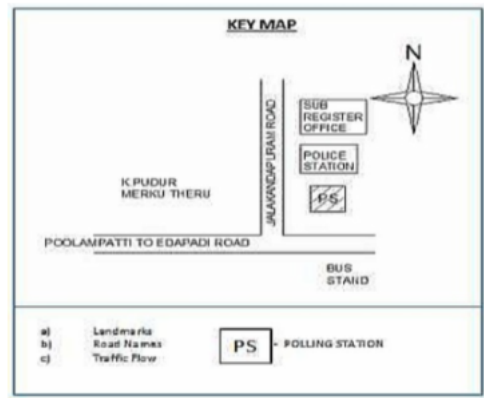 KEY MAP
N
SUB
REGISTER
OFFICE
POLICE
STATION
PS
JALAKANDAPURAM ROAD
K.PUDUR
MERKU THERU
POOLAMPATTI TO EDAPADI ROAD
BUS
STAND
a) Landmarks
b) Road Names
c) Traffic Flow
PS - POLLING STATION